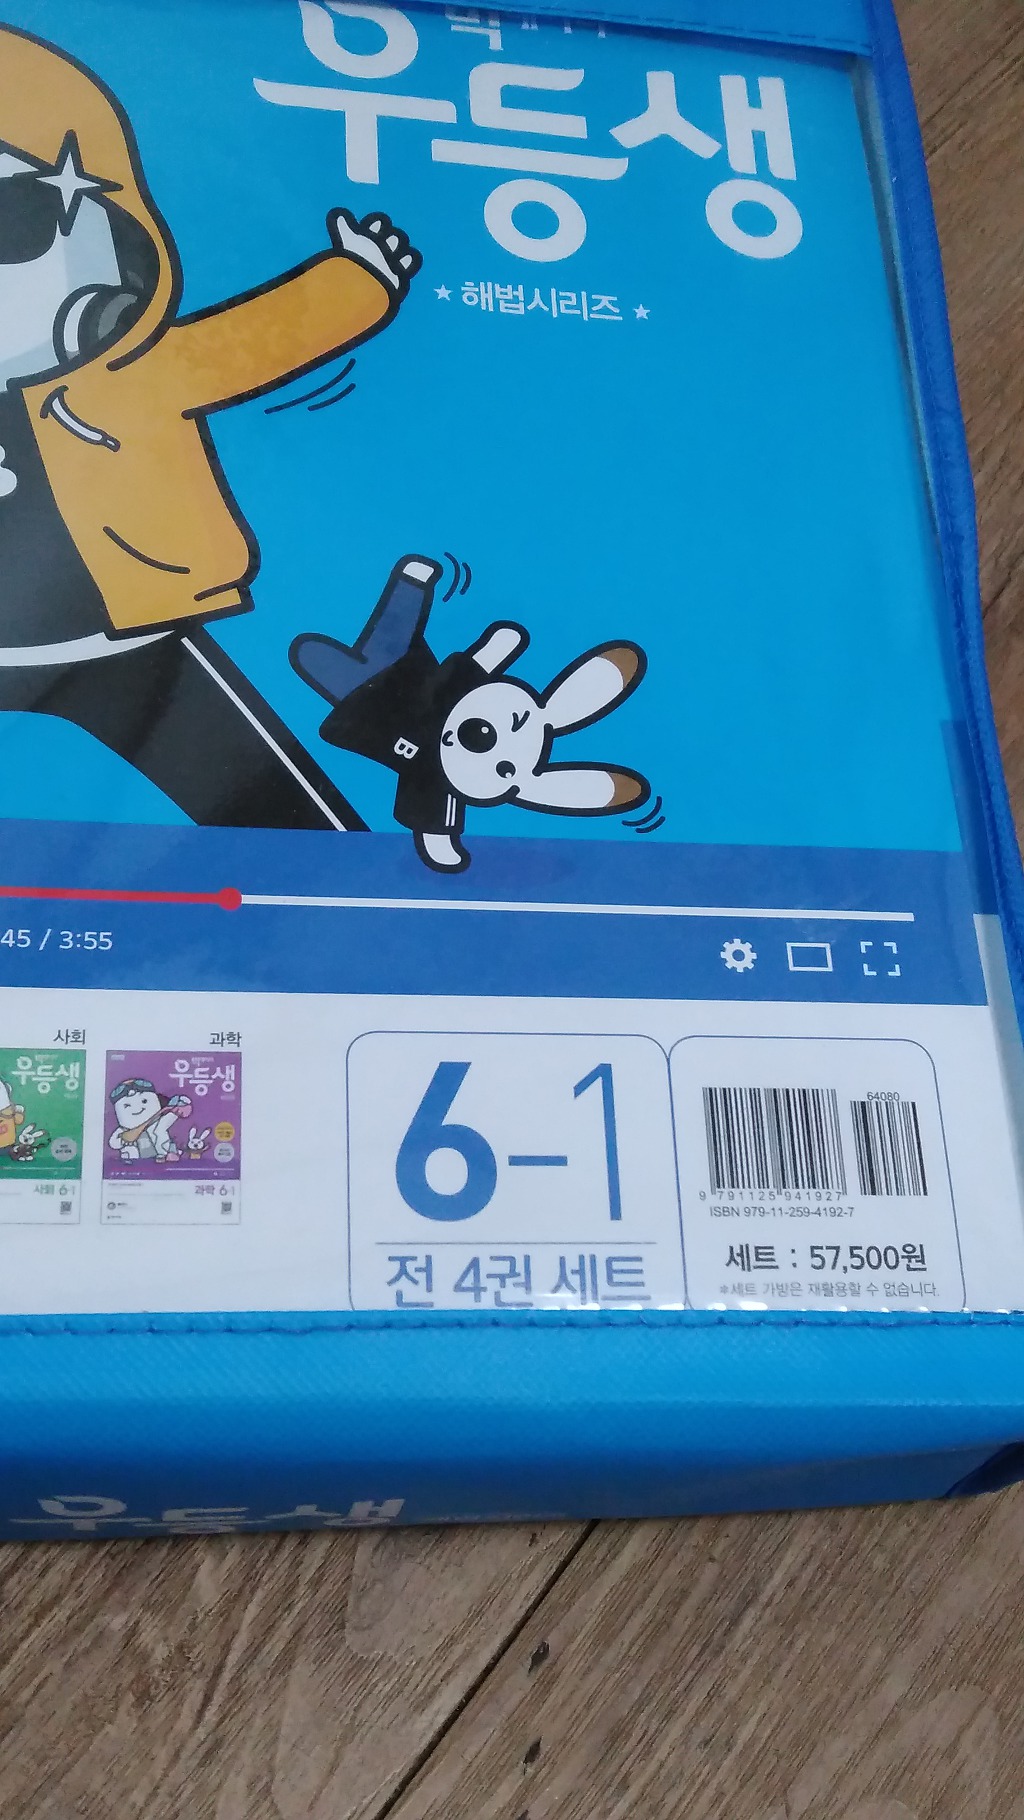 우등생
★ 해법시리즈 ★
B
45 / 3:55
사회
과학
우등생
우등생
사회 6-1
과학 6-1
6-1
전 4권 세트
64080
9 791125 941927
ISBN 979-11-259-4192-7
세트 : 57,500원
※세트 가방은 재활용할 수 없습니다.
우등생